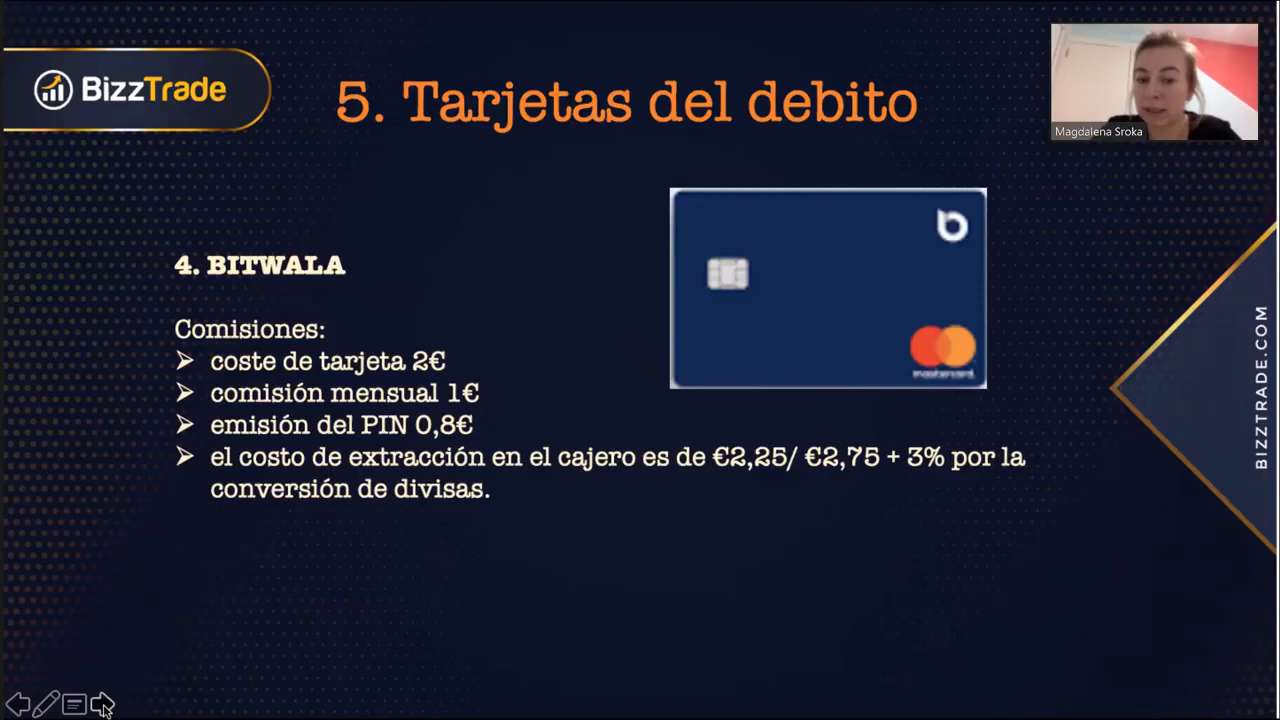 BizzTrade
5. Tarjetas del debito
Magdalena Sroka
4. BITWALA
Comisiones:
➢ coste de tarjeta 2€
➢ comisión mensual 1€
➢ emisión del PIN 0,8€
➢ el costo de extracción en el cajero es de €2,25/ €2,75 + 3% por la
conversión de divisas.
mastercard.
BIZZTRADE.COM